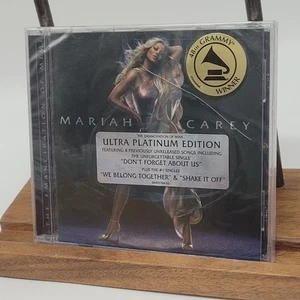 48TH GRAMMY®
WINNER
MARIAH CAREY
THE EMANCIPATION OF MIMI
ULTRA PLATINUM EDITION
FEATURING 4 PREVIOUSLY UNRELEASED SONGS INCLUDING
THE UNFORGETTABLE SINGLE
"DON'T FORGET ABOUT US"
PLUS THE #1 SINGLES
"WE BELONG TOGETHER" & "SHAKE IT OFF"